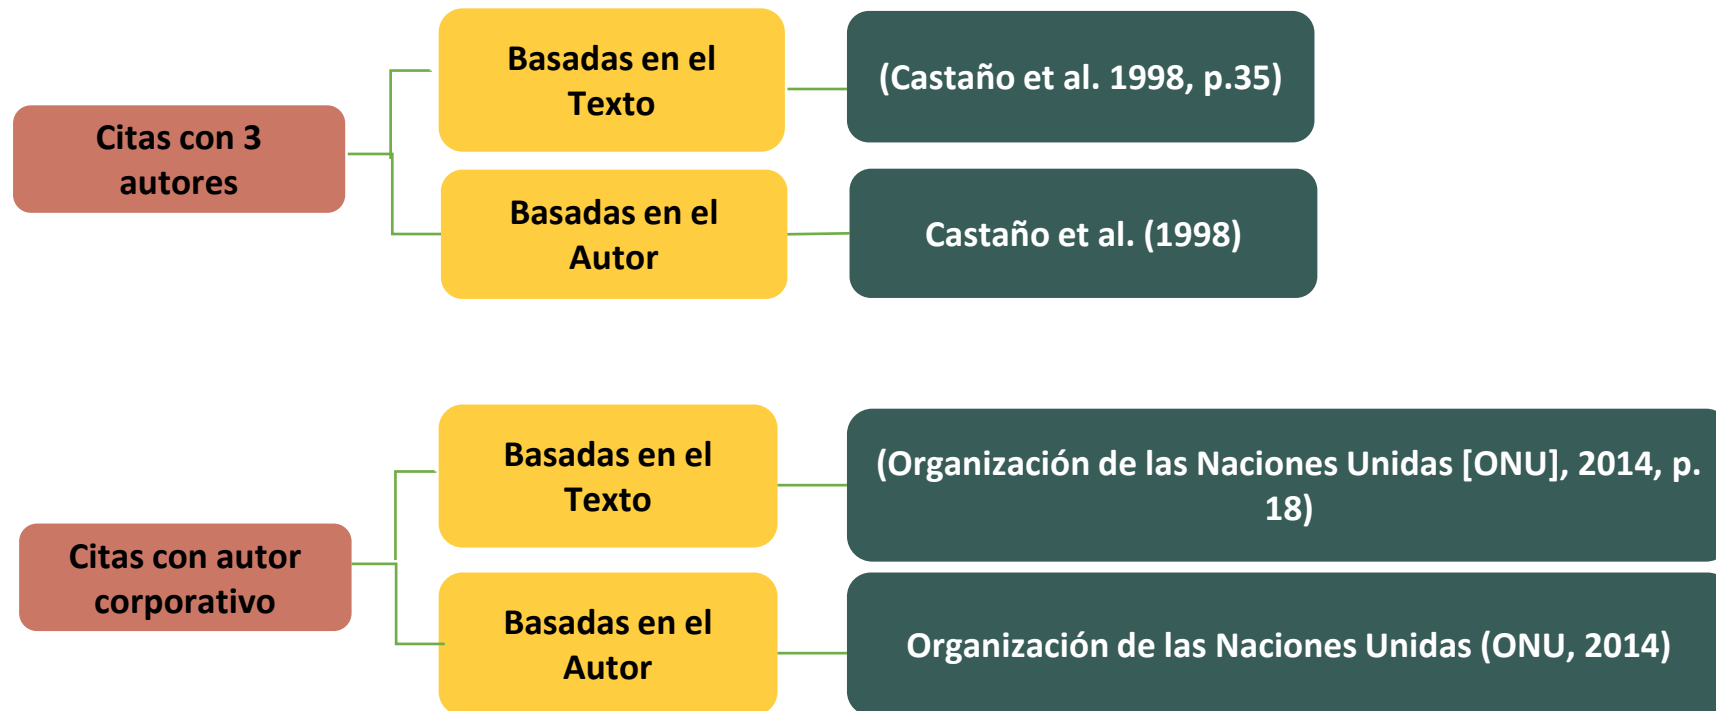 Citas con 3
autores
Basadas en el
Texto
(Castaño et al. 1998, p.35)
Basadas en el
Autor
Castaño et al. (1998)
Citas con autor
corporativo
Basadas en el
Texto
(Organización de las Naciones Unidas [ONU], 2014, p.
18)
Basadas en el
Autor
Organización de las Naciones Unidas (ONU, 2014)